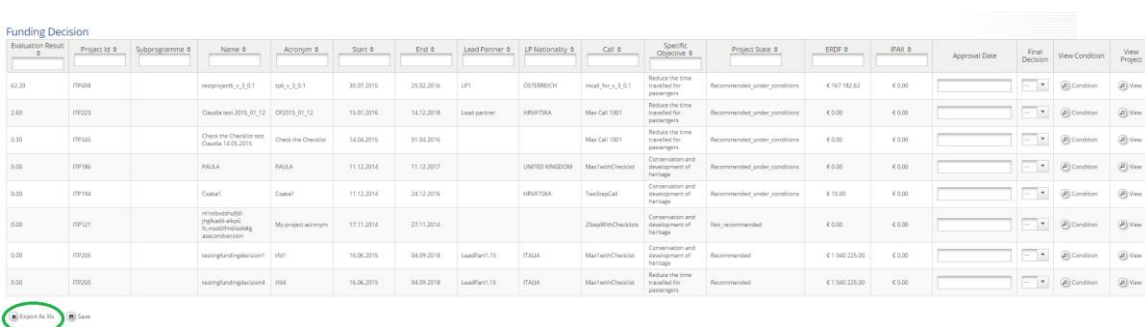 Funding Decision
Evaluation Result Project Id Subprogramme Name Acronym Start End Lead Partner LP Nationality Call Specific Objective Project State ERDF IPAII Approval Date Final Decision View Condition View Project
62.20 ITP408 testproject6_v_3_0.1 tp6_v_3_0.1 30.07.2015 25.02.2016 LP1 ÖSTERREICH mcall_for_v_3_0.1 Reduce the time travelled for passengers Recommended_under_conditions € 167 182.62 € 0.00 --- Condition View
2.60 ITP223 Claudia test 2015_01_12 CP2015_01_12 15.01.2016 14.12.2018 Lead partner HRVATSKA Max Call 1001 Reduce the time travelled for passengers Recommended_under_conditions € 0.00 € 0.00 --- Condition View
0.30 ITP345 Check the Checklist test Claudia 14.05.2015 Check the Checklist 14.04.2015 01.04.2016 Max Call 1001 Reduce the time travelled for passengers Recommended_under_conditions € 0.00 € 0.00 --- Condition View
0.00 ITP186 PAULA PAULA 11.12.2014 11.12.2017 UNITED KINGDOM Max1withChecklist Conservation and development of heritage Recommended_under_conditions € 0.00 € 0.00 --- Condition View
0.00 ITP194 Csaba1 Csaba1 11.12.2014 24.12.2016 HRVATSKA TwoStepCall Conservation and development of heritage Recommended_under_conditions € 10.00 € 0.00 --- Condition View
0.00 ITP121 asecondversion My project acronym 17.11.2014 27.11.2014 2StepWithChecklists Conservation and development of heritage Not_recommended € 0.00 € 0.00 --- Condition View
0.00 ITP205 testingfundingdecision1 16.06.2015 04.09.2018 LeadPart1.15 ITALIA Max1withChecklist Conservation and development of heritage Recommended € 1 040 225.00 € 0.00 --- Condition View
0.00 ITP205 testingfundingdecision4 16.06.2015 04.09.2018 LeadPart1.15 ITALIA Max1withChecklist Reduce the time travelled for passengers Recommended € 1 040 225.00 € 0.00 --- Condition View
Export As Xls Save